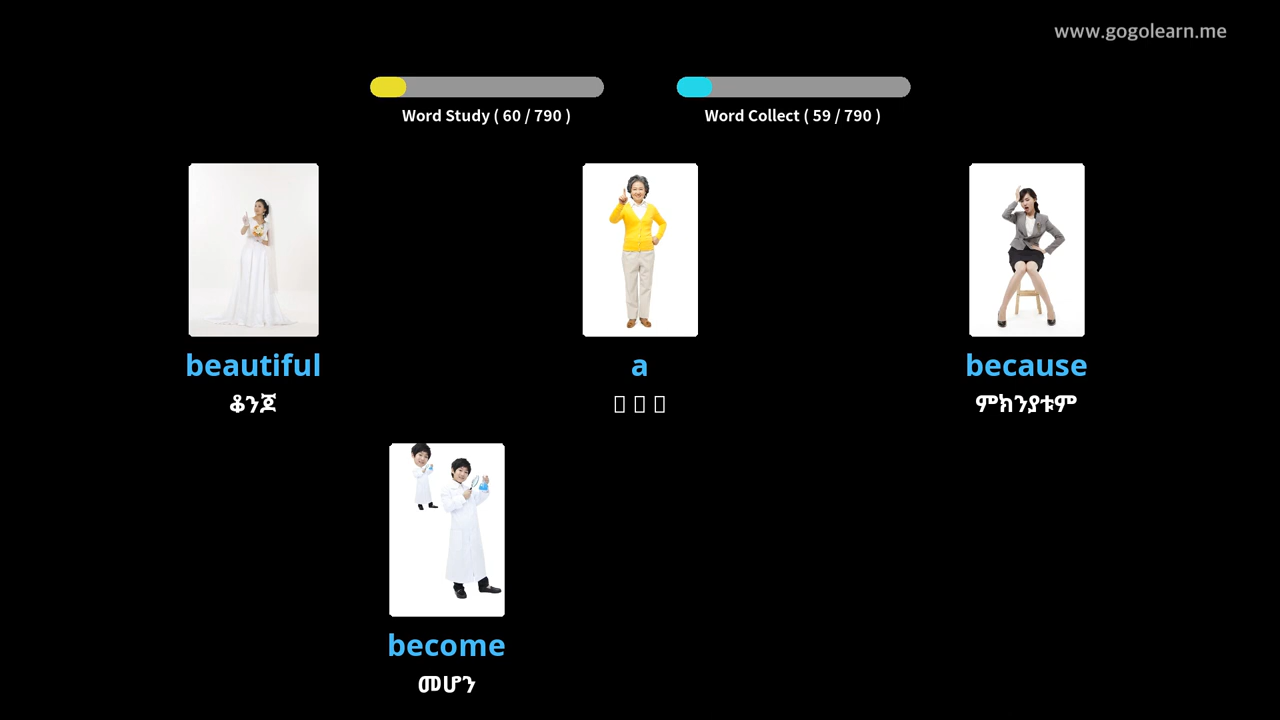 www.gogolearn.me
Word Study ( 60 / 790 )
Word Collect ( 59 / 790 )
beautiful
ቆንጆ
a
because
ምክንያቱም
become
መሆን